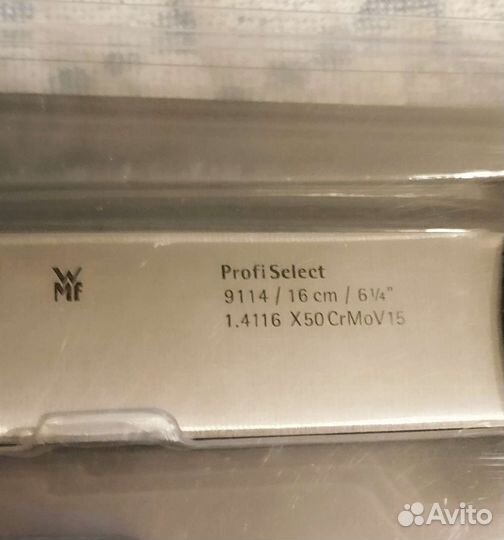 WMF
ProfiSelect
9114 / 16 cm / 6¼"
1.4116 X50CrMoV15
Avito